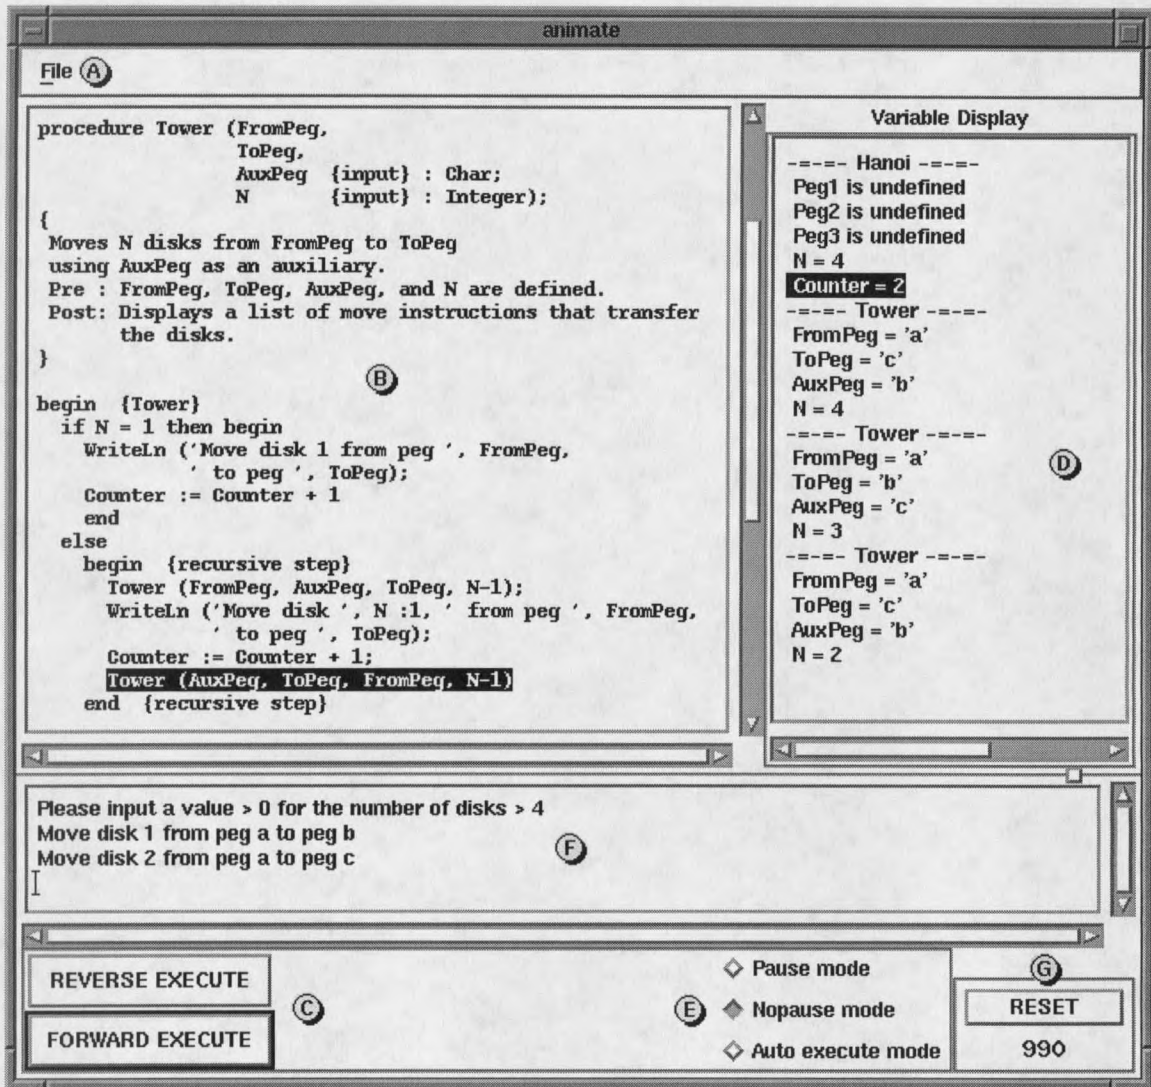 animate
File A
procedure Tower (FromPeg,
ToPeg,
AuxPeg {input} : Char;
N {input} : Integer);
{
Moves N disks from FromPeg to ToPeg
using AuxPeg as an auxiliary.
Pre : FromPeg, ToPeg, AuxPeg, and N are defined.
Post: Displays a list of move instructions that transfer
the disks.
}
B
begin {Tower}
if N = 1 then begin
WriteLn ('Move disk 1 from peg ', FromPeg,
' to peg ', ToPeg);
Counter := Counter + 1
end
else
begin {recursive step}
Tower (FromPeg, AuxPeg, ToPeg, N-1);
WriteLn ('Move disk ', N :1, ' from peg ', FromPeg,
' to peg ', ToPeg);
Counter := Counter + 1;
Tower (AuxPeg, ToPeg, FromPeg, N-1)
end {recursive step}
Variable Display
-=-=- Hanoi -=-=-
Peg1 is undefined
Peg2 is undefined
Peg3 is undefined
N = 4
Counter = 2
-=-=- Tower -=-=-
FromPeg = 'a'
ToPeg = 'c'
AuxPeg = 'b'
N = 4
-=-=- Tower -=-=-
FromPeg = 'a'
D
ToPeg = 'b'
AuxPeg = 'c'
N = 3
-=-=- Tower -=-=-
FromPeg = 'a'
ToPeg = 'c'
AuxPeg = 'b'
N = 2
Please input a value > 0 for the number of disks > 4
Move disk 1 from peg a to peg b
F
Move disk 2 from peg a to peg c
REVERSE EXECUTE
FORWARD EXECUTE
C
E
Pause mode
Nopause mode
Auto execute mode
G
RESET
990